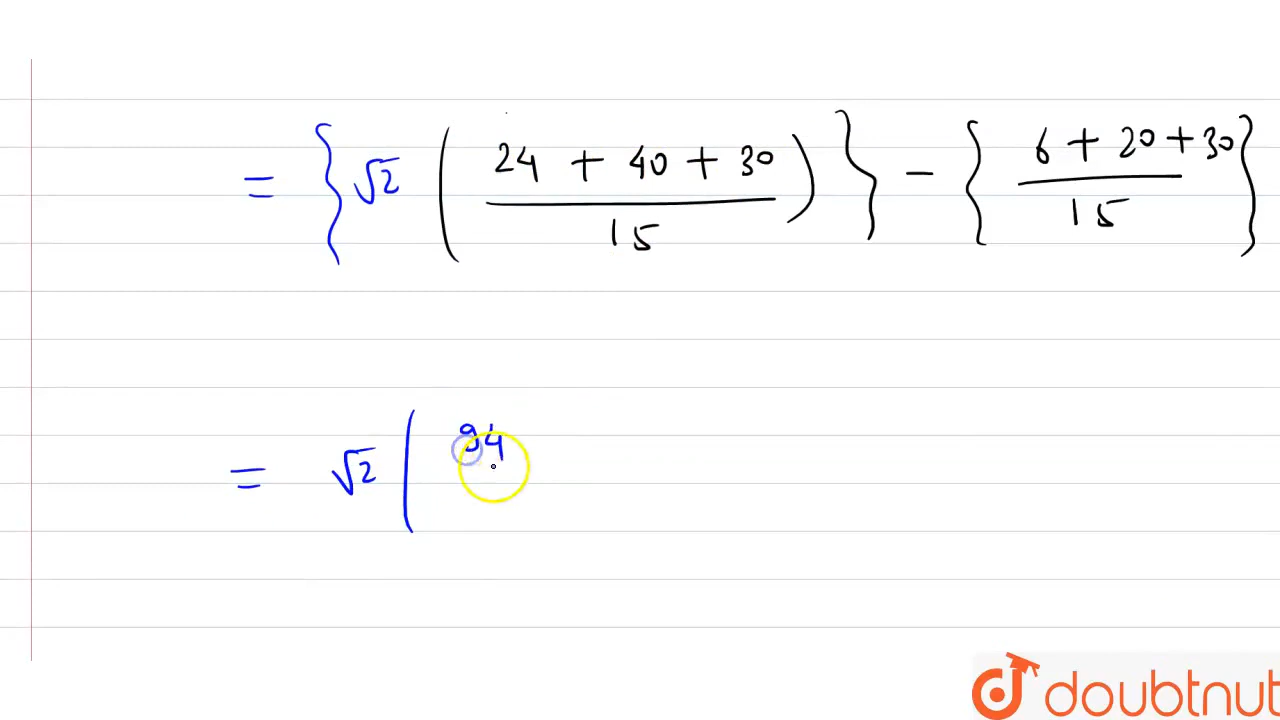 = { √2 ( (24 + 40 + 30)/15 ) } − { (6 + 20 + 30)/15 }
= √2 ( 94
doubtnut